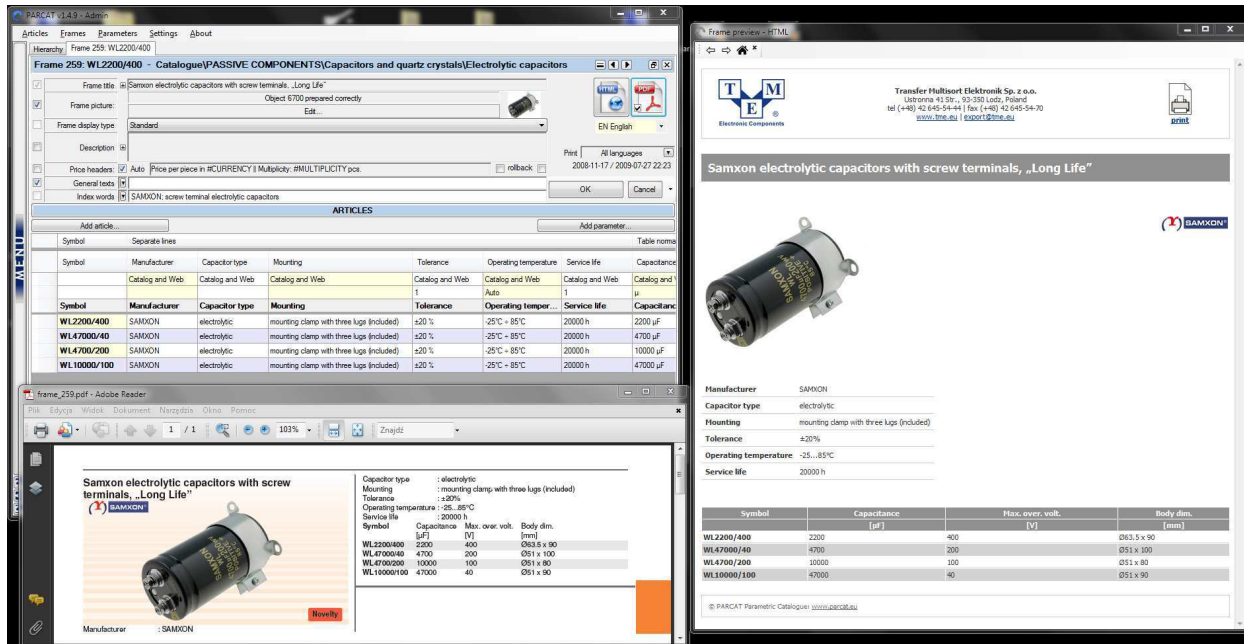 PARCAT v1.4.9 - Admin
Articles Frames Parameters Settings About
Hierarchy Frame 259: WL2200/400
Frame 259: WL2200/400 - Catalogue\PASSIVE COMPONENTS\Capacitors and quartz crystals\Electrolytic capacitors
Frame title Samxon electrolytic capacitors with screw terminals, „Long Life”
Frame picture: Object 6700 prepared correctly
Edit...
HTML PDF
Frame display type Standard
EN English
Description
Print All languages
Price headers: Auto Price per piece in #CURRENCY || Multiplicity: #MULTIPLICITY pcs. rollback 2008-11-17 / 2009-07-27 22:23
General texts
OK Cancel
Index words SAMXON: screw terminal electrolytic capacitors
ARTICLES
Add article... Add parameter...
Symbol Separate lines Table norma
Symbol Manufacturer Capacitor type Mounting Tolerance Operating temperature Service life Capacitance
Catalog and Web Catalog and Web Catalog and Web Catalog and Web Catalog and Web Catalog and Web Catalog and
1 Auto 1 µ
Symbol Manufacturer Capacitor type Mounting Tolerance Operating temper... Service life Capacitanc
WL2200/400 SAMXON electrolytic mounting clamp with three lugs (included) ±20 % -25°C ÷ 85°C 20000 h 2200 µF
WL47000/40 SAMXON electrolytic mounting clamp with three lugs (included) ±20 % -25°C ÷ 85°C 20000 h 4700 µF
WL4700/200 SAMXON electrolytic mounting clamp with three lugs (included) ±20 % -25°C ÷ 85°C 20000 h 10000 µF
WL10000/100 SAMXON electrolytic mounting clamp with three lugs (included) ±20 % -25°C ÷ 85°C 20000 h 47000 µF
MENU
frame_259.pdf - Adobe Reader
Plik Edycja Widok Dokument Narzędzia Okno Pomoc
1 / 1 103% Znajdź
Samxon electrolytic capacitors with screw
terminals, „Long Life”
SAMXON
Novelty
Manufacturer : SAMXON
Capacitor type : electrolytic
Mounting : mounting clamp with three lugs (included)
Tolerance : ±20%
Operating temperature : -25...85°C
Service life : 20000 h
Symbol Capacitance Max. over. volt. Body dim.
[µF] [V] [mm]
WL2200/400 2200 400 Ø63.5 x 90
WL47000/40 4700 200 Ø51 x 100
WL4700/200 10000 100 Ø51 x 80
WL10000/100 47000 40 Ø51 x 90
Frame preview - HTML
TME
Electronic Components
Transfer Multisort Elektronik Sp. z o.o.
Ustronna 41 Str., 93-350 Lodz, Poland
tel (+48) 42 645-54-44 | fax (+48) 42 645-54-70
www.tme.eu | export@tme.eu
print
Samxon electrolytic capacitors with screw terminals, „Long Life”
SAMXON
Manufacturer SAMXON
Capacitor type electrolytic
Mounting mounting clamp with three lugs (included)
Tolerance ±20%
Operating temperature -25...85°C
Service life 20000 h
Symbol Capacitance Max. over. volt. Body dim.
[µF] [V] [mm]
WL2200/400 2200 400 Ø63.5 x 90
WL47000/40 4700 200 Ø51 x 100
WL4700/200 10000 100 Ø51 x 80
WL10000/100 47000 40 Ø51 x 90
© PARCAT Parametric Catalogue: www.parcat.eu